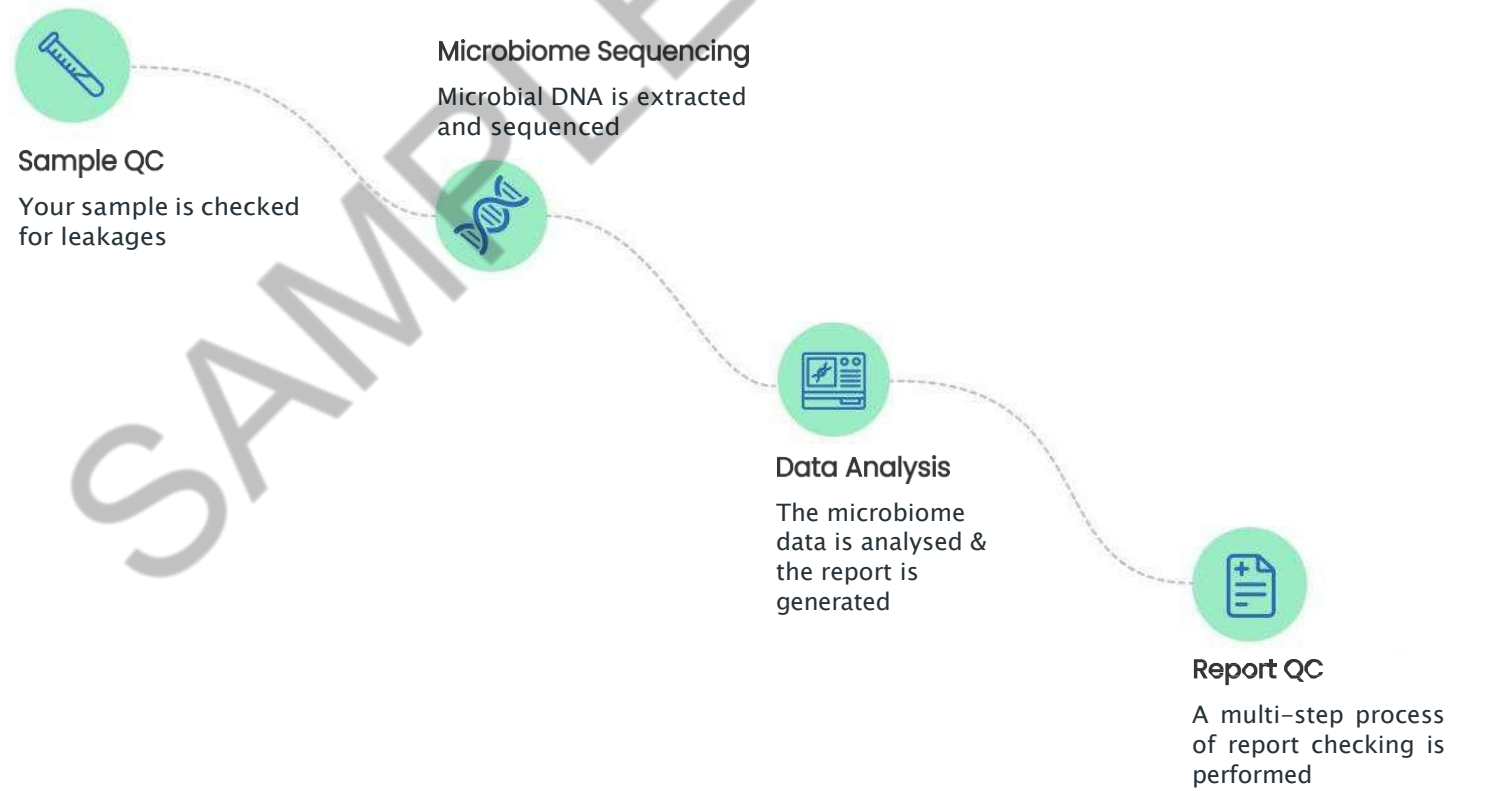 Sample QC
Your sample is checked
for leakages
Microbiome Sequencing
Microbial DNA is extracted
and sequenced
Data Analysis
The microbiome
data is analysed &
the report is
generated
Report QC
A multi-step process
of report checking is
performed
SAMPLE